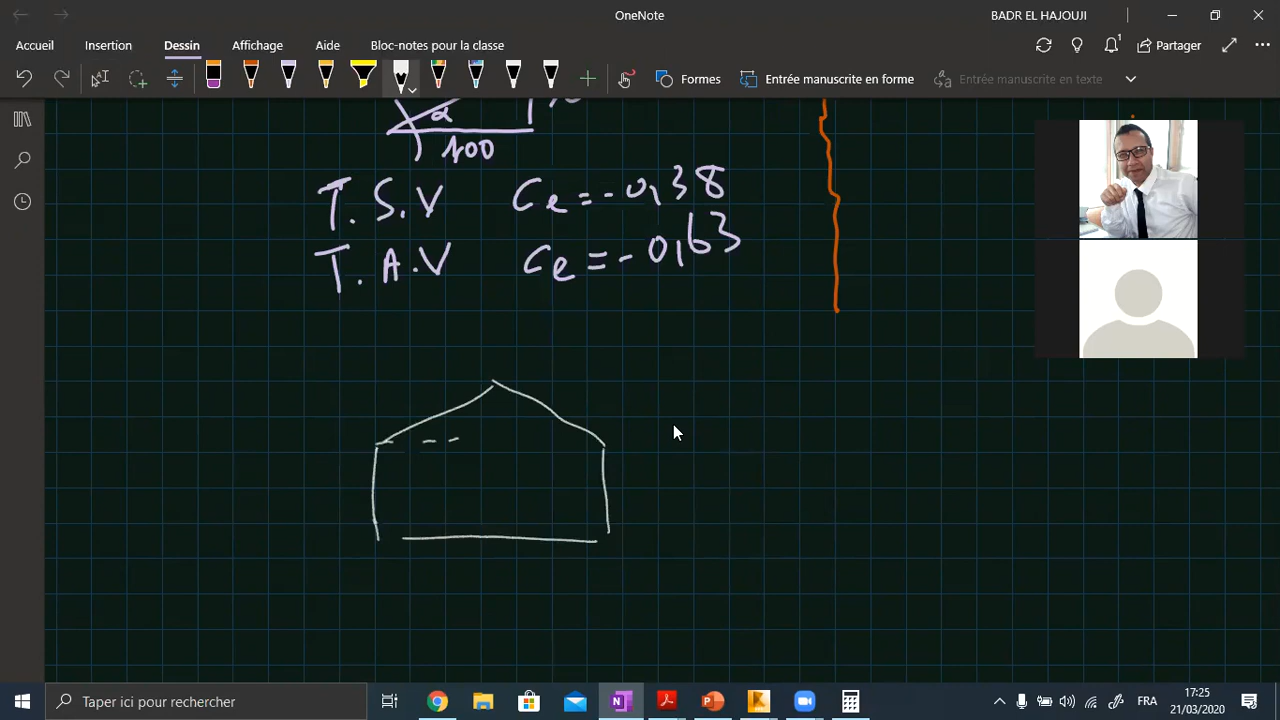 OneNote
BADR EL HAJOUJI
Accueil Insertion Dessin Affichage Aide Bloc-notes pour la classe
Partager
Formes Entrée manuscrite en forme Entrée manuscrite en texte
α
100
T.S.V Ce = -0,38
T.A.V Ce = -0,63
Taper ici pour rechercher
FRA
17:25
21/03/2020